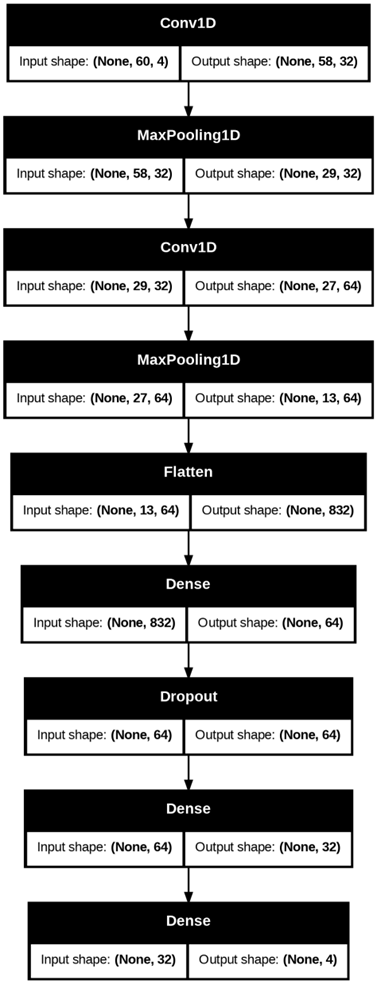 Conv1D
Input shape: (None, 60, 4) Output shape: (None, 58, 32)
MaxPooling1D
Input shape: (None, 58, 32) Output shape: (None, 29, 32)
Conv1D
Input shape: (None, 29, 32) Output shape: (None, 27, 64)
MaxPooling1D
Input shape: (None, 27, 64) Output shape: (None, 13, 64)
Flatten
Input shape: (None, 13, 64) Output shape: (None, 832)
Dense
Input shape: (None, 832) Output shape: (None, 64)
Dropout
Input shape: (None, 64) Output shape: (None, 64)
Dense
Input shape: (None, 64) Output shape: (None, 32)
Dense
Input shape: (None, 32) Output shape: (None, 4)